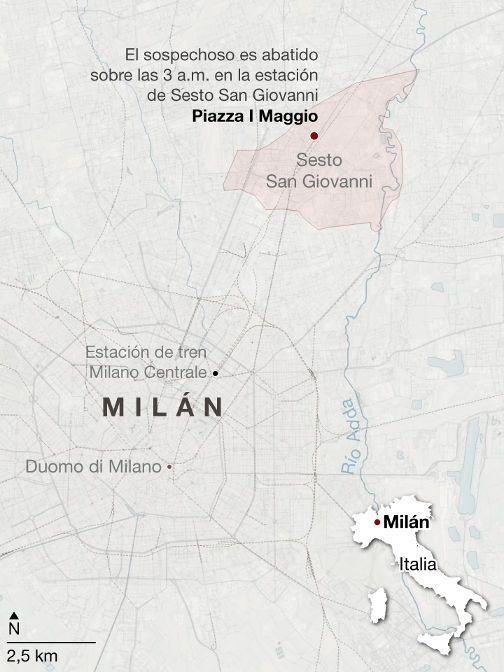 El sospechoso es abatido
sobre las 3 a.m. en la estación
de Sesto San Giovanni
Piazza I Maggio
Sesto
San Giovanni
Estación de tren
Milano Centrale
MILÁN
Duomo di Milano
Río Adda
Milán
Italia
N
2,5 km